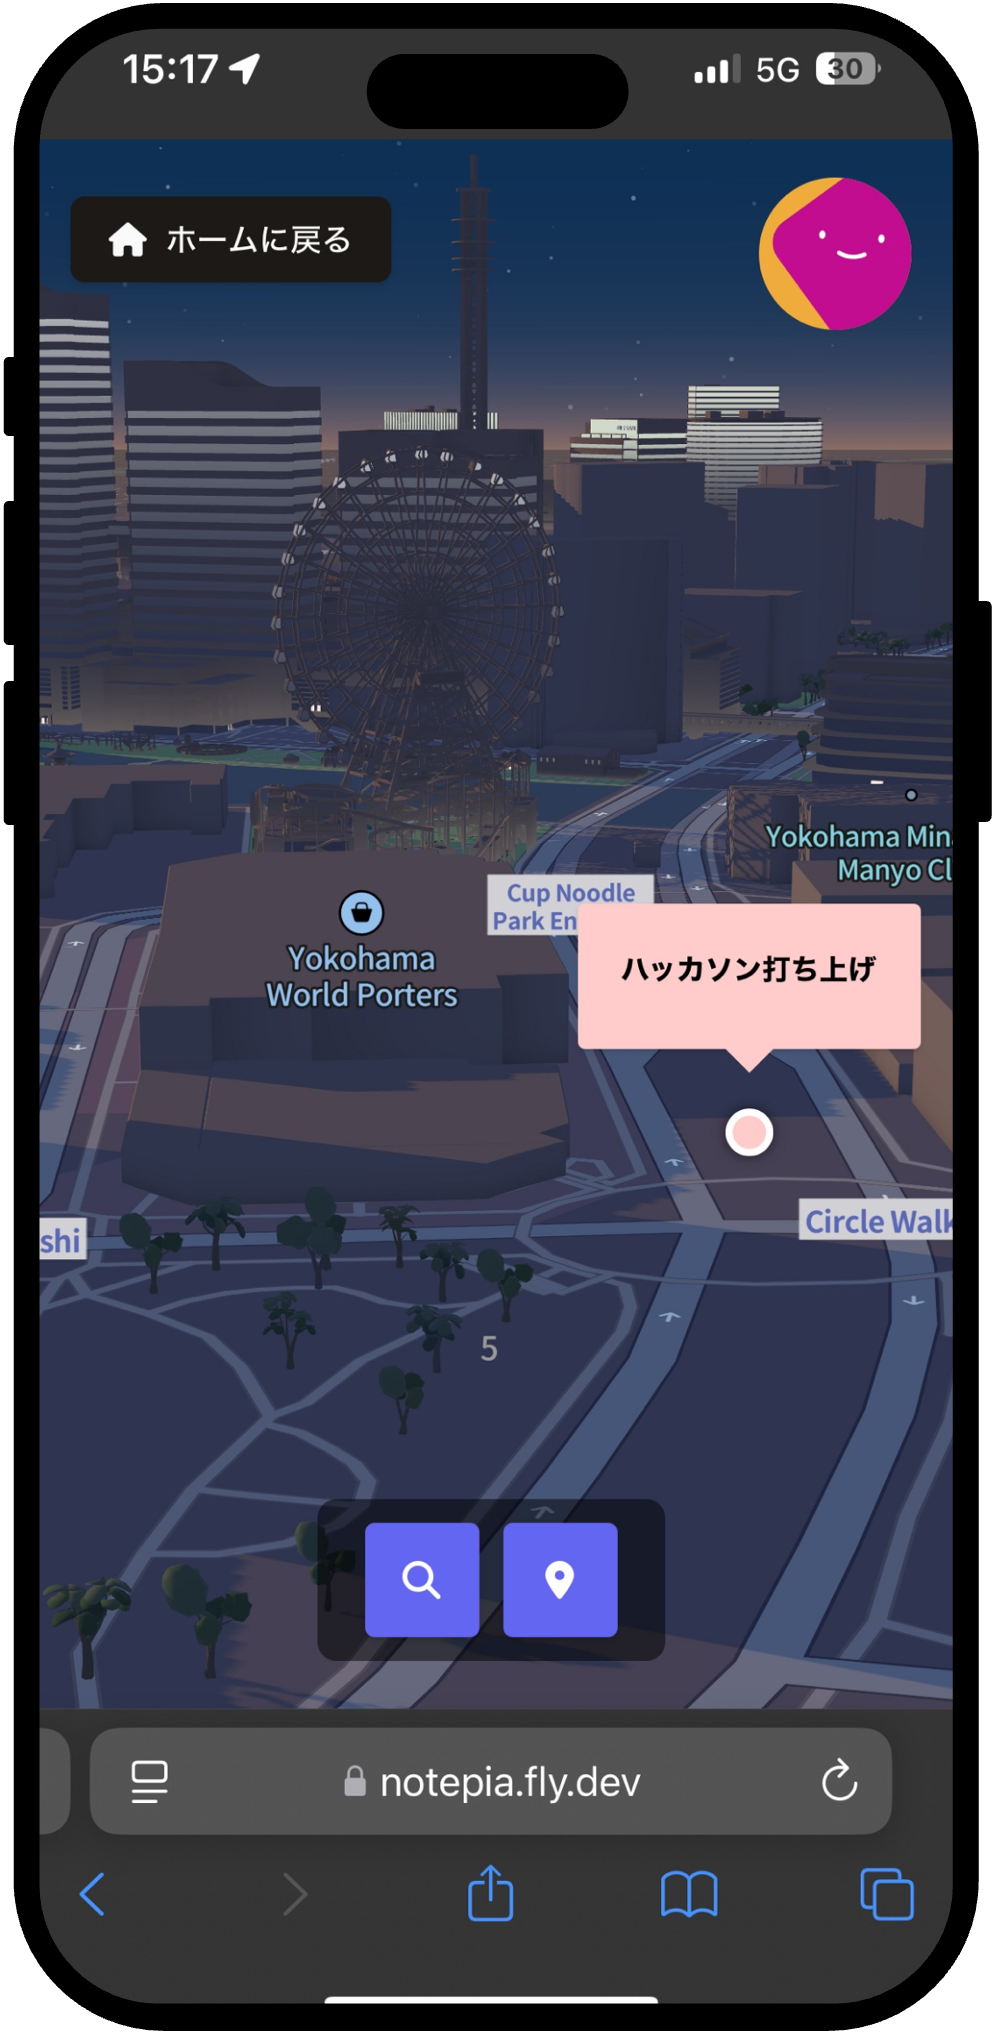 15:17
5G
30
ホームに戻る
Yokohama Min
Manyo Cl
Cup Noodle
Park En
ハッカソン打ち上げ
Yokohama
World Porters
Circle Walk
shi
5
notepia.fly.dev